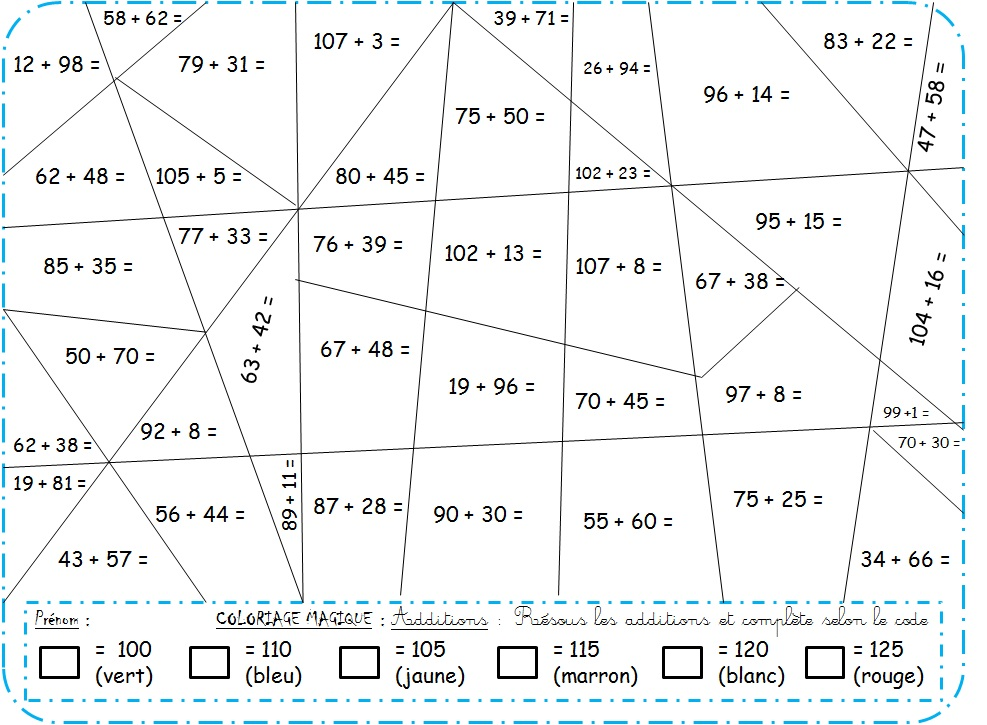 58 + 62 =
39 + 71 =
107 + 3 =
83 + 22 =
12 + 98 =
79 + 31 =
26 + 94 =
96 + 14 =
47 + 58 =
75 + 50 =
62 + 48 =
105 + 5 =
80 + 45 =
102 + 23 =
95 + 15 =
77 + 33 =
76 + 39 =
102 + 13 =
85 + 35 =
107 + 8 =
67 + 38 =
104 + 16 =
63 + 42 =
50 + 70 =
67 + 48 =
19 + 96 =
70 + 45 =
97 + 8 =
99 +1 =
62 + 38 =
92 + 8 =
70 + 30 =
19 + 81 =
89 + 11 =
56 + 44 =
87 + 28 =
90 + 30 =
55 + 60 =
75 + 25 =
43 + 57 =
34 + 66 =
Prénom :
COLORIAGE MAGIQUE : Additions : Résous les additions et complète selon le code
= 100
(vert)
= 110
(bleu)
= 105
(jaune)
= 115
(marron)
= 120
(blanc)
= 125
(rouge)